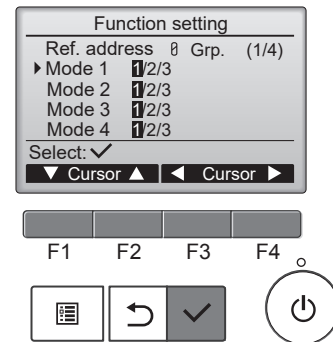 Function setting
Ref. address 0 Grp. (1/4)
Mode 1 1/2/3
Mode 2 1/2/3
Mode 3 1/2/3
Mode 4 1/2/3
Select:✓
▼ Cursor ▲ ◀ Cursor ▶
F1 F2 F3 F4